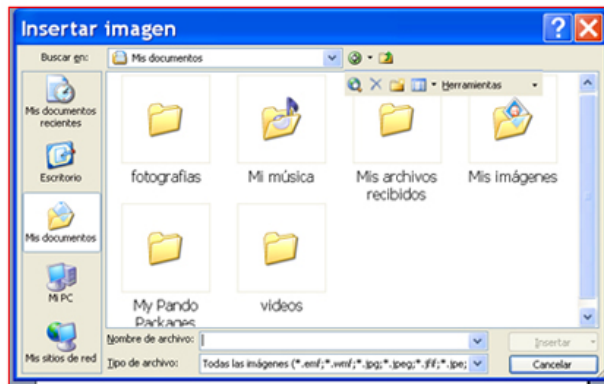 Insertar imagen
Buscar en:
Mis documentos
Herramientas
Mis documentos
recientes
Escritorio
Mis documentos
Mi PC
Mis sitios de red
fotografias
Mi música
Mis archivos
recibidos
Mis imágenes
My Pando
Packages
videos
Nombre de archivo:
Insertar
Tipo de archivo:
Todas las imágenes (*.emf;*.wmf;*.jpg;*.jpeg;*.jfif;*.jpe;
Cancelar